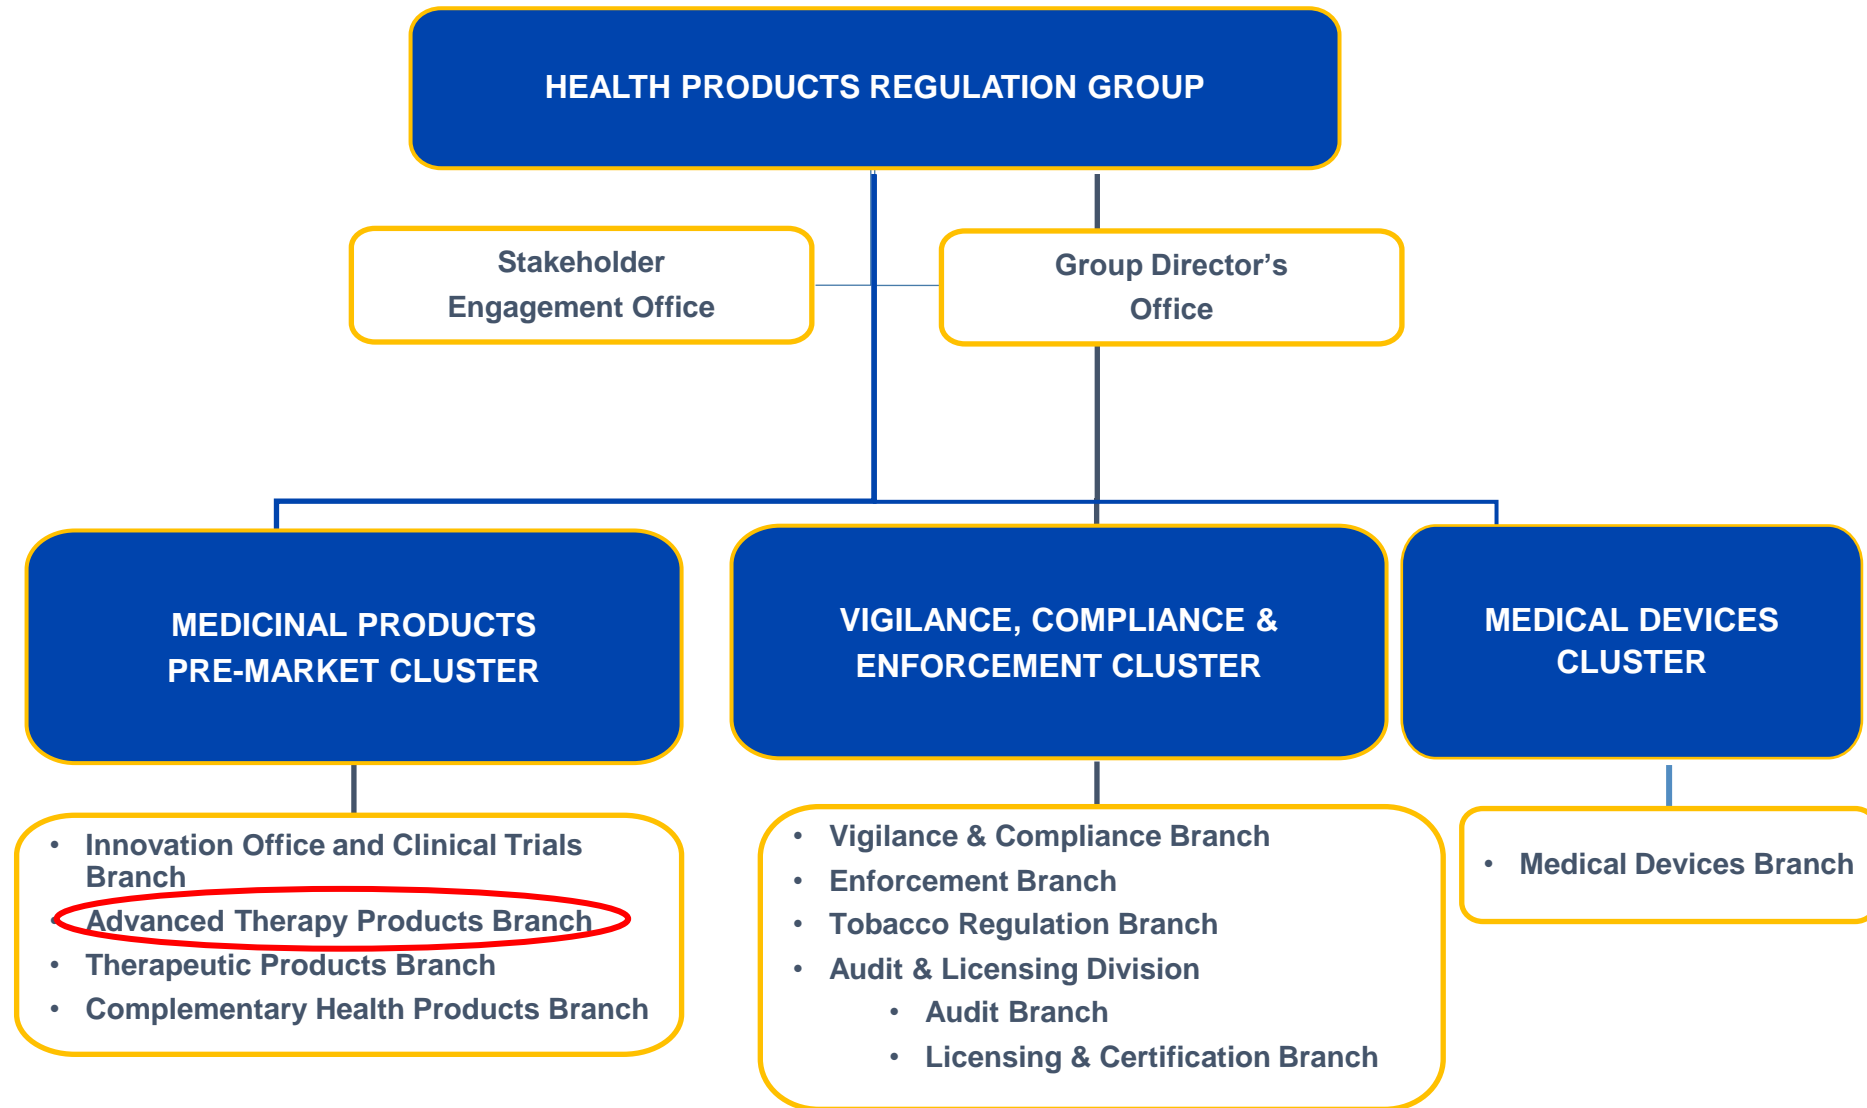 HEALTH PRODUCTS REGULATION GROUP
Stakeholder
Engagement Office
Group Director’s
Office
MEDICINAL PRODUCTS
PRE-MARKET CLUSTER
VIGILANCE, COMPLIANCE &
ENFORCEMENT CLUSTER
MEDICAL DEVICES
CLUSTER
• Innovation Office and Clinical Trials
Branch
• Advanced Therapy Products Branch
• Therapeutic Products Branch
• Complementary Health Products Branch
• Vigilance & Compliance Branch
• Enforcement Branch
• Tobacco Regulation Branch
• Audit & Licensing Division
• Audit Branch
• Licensing & Certification Branch
• Medical Devices Branch